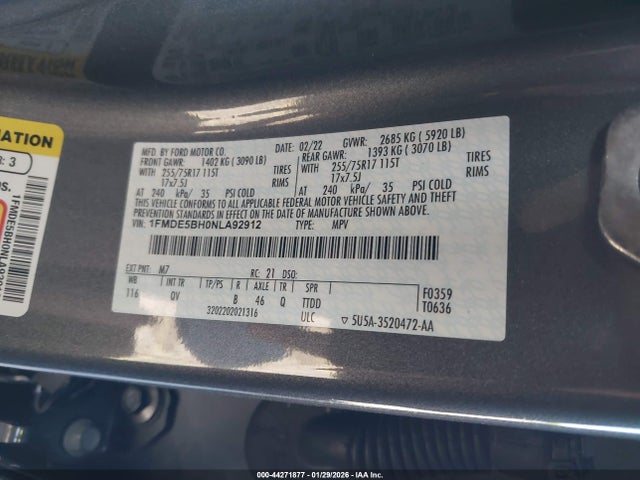 MATION
S: 3
NS.
MFD. BY FORD MOTOR CO. 02/22 GVWR: 2685 KG ( 5920 LB)
FRONT GAWR: 1402 KG ( 3090 LB) REAR GAWR: 1393 KG ( 3070 LB)
WITH 255/75R17 115T TIRES WITH 255/75R17 115T TIRES
17x7.5J RIMS 17x7.5J RIMS
AT 240 kPa/ 35 PSI COLD AT 240 kPa/ 35 PSI COLD
THIS VEHICLE CONFORMS TO ALL APPLICABLE FEDERAL MOTOR VEHICLE SAFETY AND THEFT
PREVENTION STANDARDS IN EFFECT ON THE DATE OF MANUFACTURE SHOWN ABOVE.
VIN: 1FMDE5BH0NLA92912 TYPE: MPV
EXT PNT: M7 RC: 21 DSO:
WB INT TR TP/PS R AXLE TR SPR
116 QV B 46 Q TTDD F0359
T0636
3202202021316 ULC ▽ 5U5A-3520472-AA
00-44271877 — 01/29/2026 — IAA Inc.